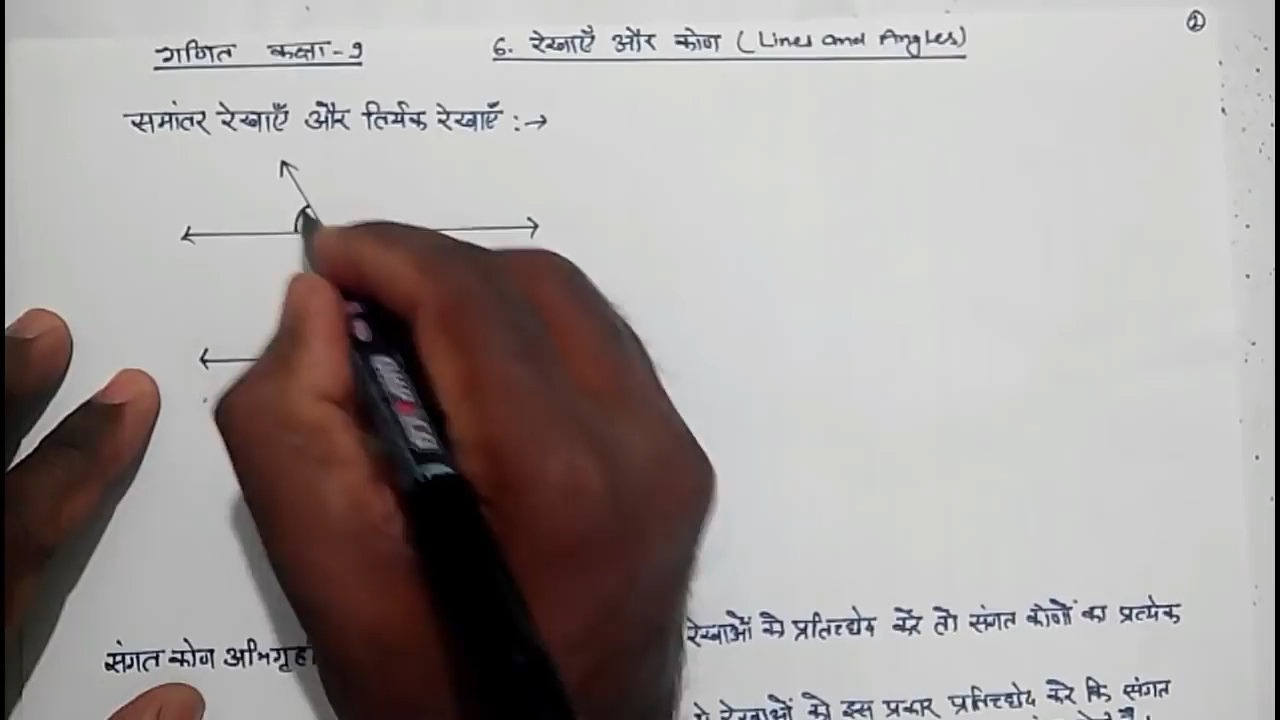 ②
गणित कक्षा-9 6. रेखाएँ और कोण (Lines and Angles)
समांतर रेखाएँ और तिर्यक रेखाएँ :→
रेखाओं को प्रतिच्छेद करें तो संगत कोणों का प्रत्येक
संगत कोण अभिगृही
रेखाओं को इस प्रकार प्रतिच्छेद करे कि संगत